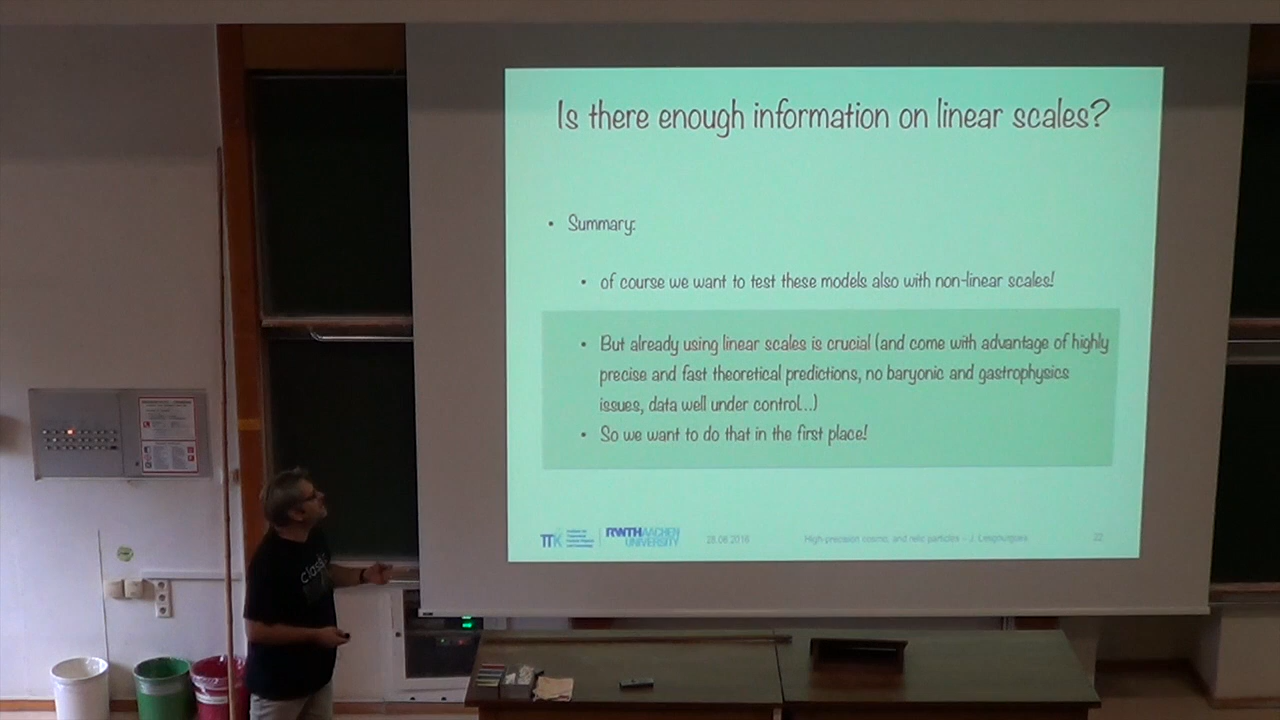 Is there enough information on linear scales?
• Summary:
• of course we want to test these models also with non-linear scales!
• But already using linear scales is crucial (and come with advantage of highly
precise and fast theoretical predictions, no baryonic and gastrophysics
issues, data well under control...)
• So we want to do that in the first place!
TTK
RWTHAACHEN
UNIVERSITY
28.06.2016
High-precision cosmo. and relic particles - J. Lesgourgues
22
class